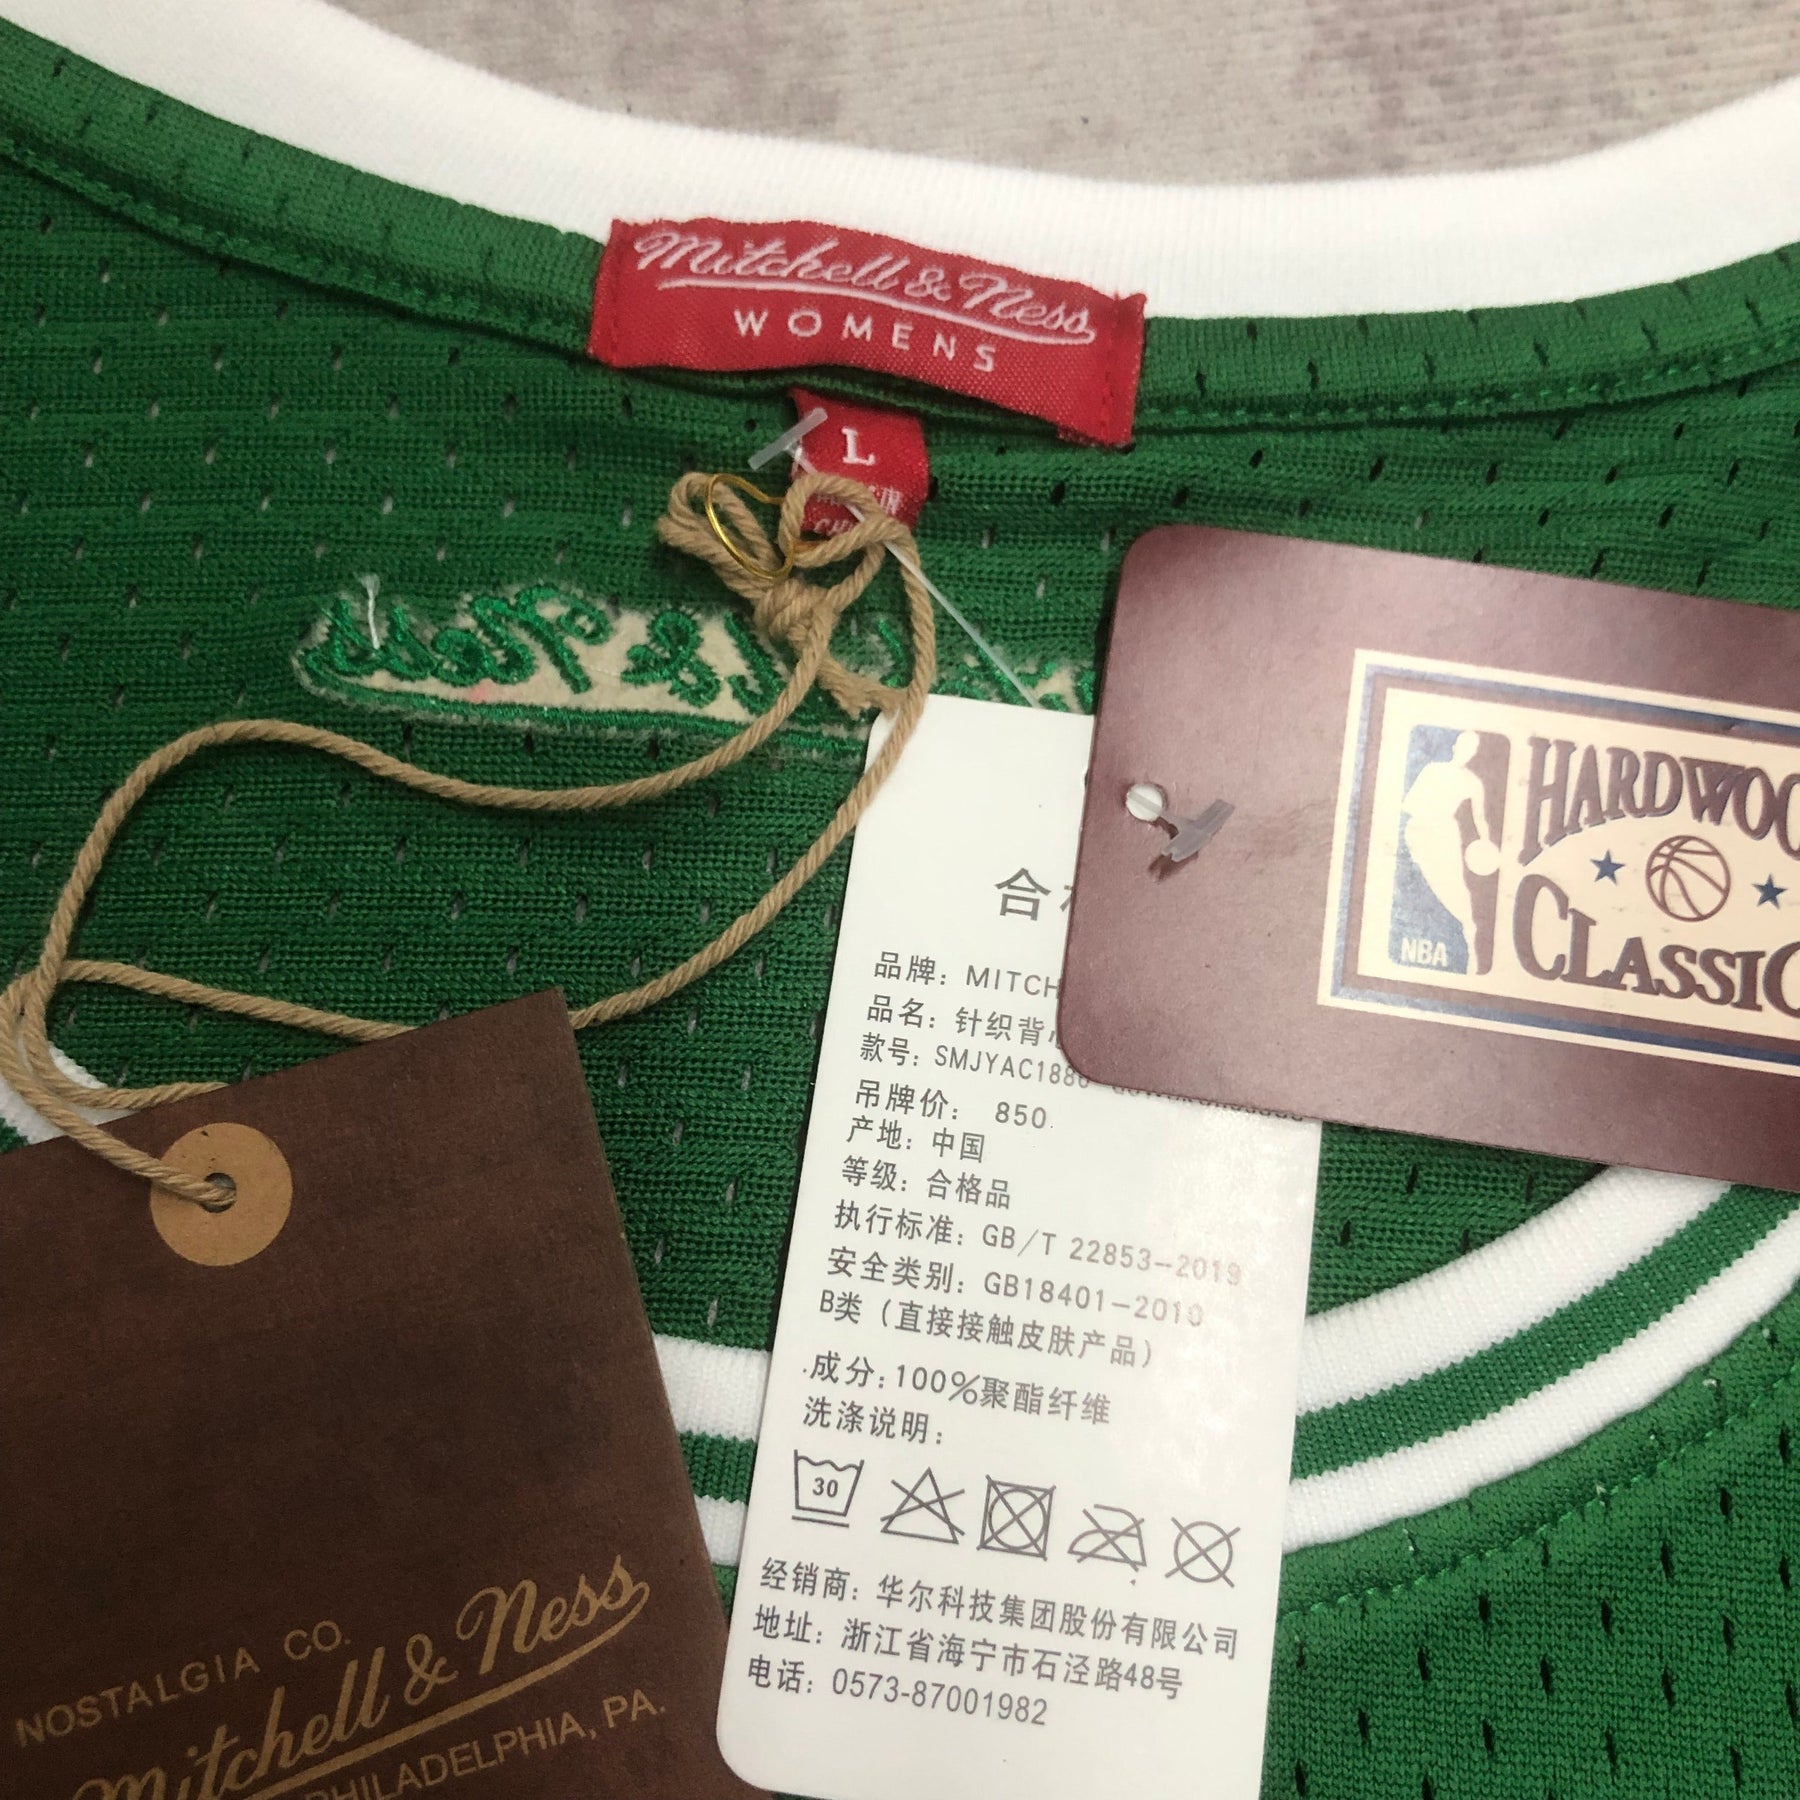 Mitchell & Ness
WOMENS
L
HARDWOO
CLASSIC
NBA
合
品牌: MITCH
品名: 针织背
款号: SMJYAC1886
吊牌价: 850
产地: 中国
等级: 合格品
执行标准: GB/T 22853-2019
安全类别: GB18401-2010
B类（直接接触皮肤产品）
成分: 100%聚酯纤维
洗涤说明:
30
经销商: 华尔科技集团股份有限公司
地址: 浙江省海宁市石泾路48号
电话: 0573-87001982
NOSTALGIA CO.
Mitchell & Ness
PHILADELPHIA, PA.